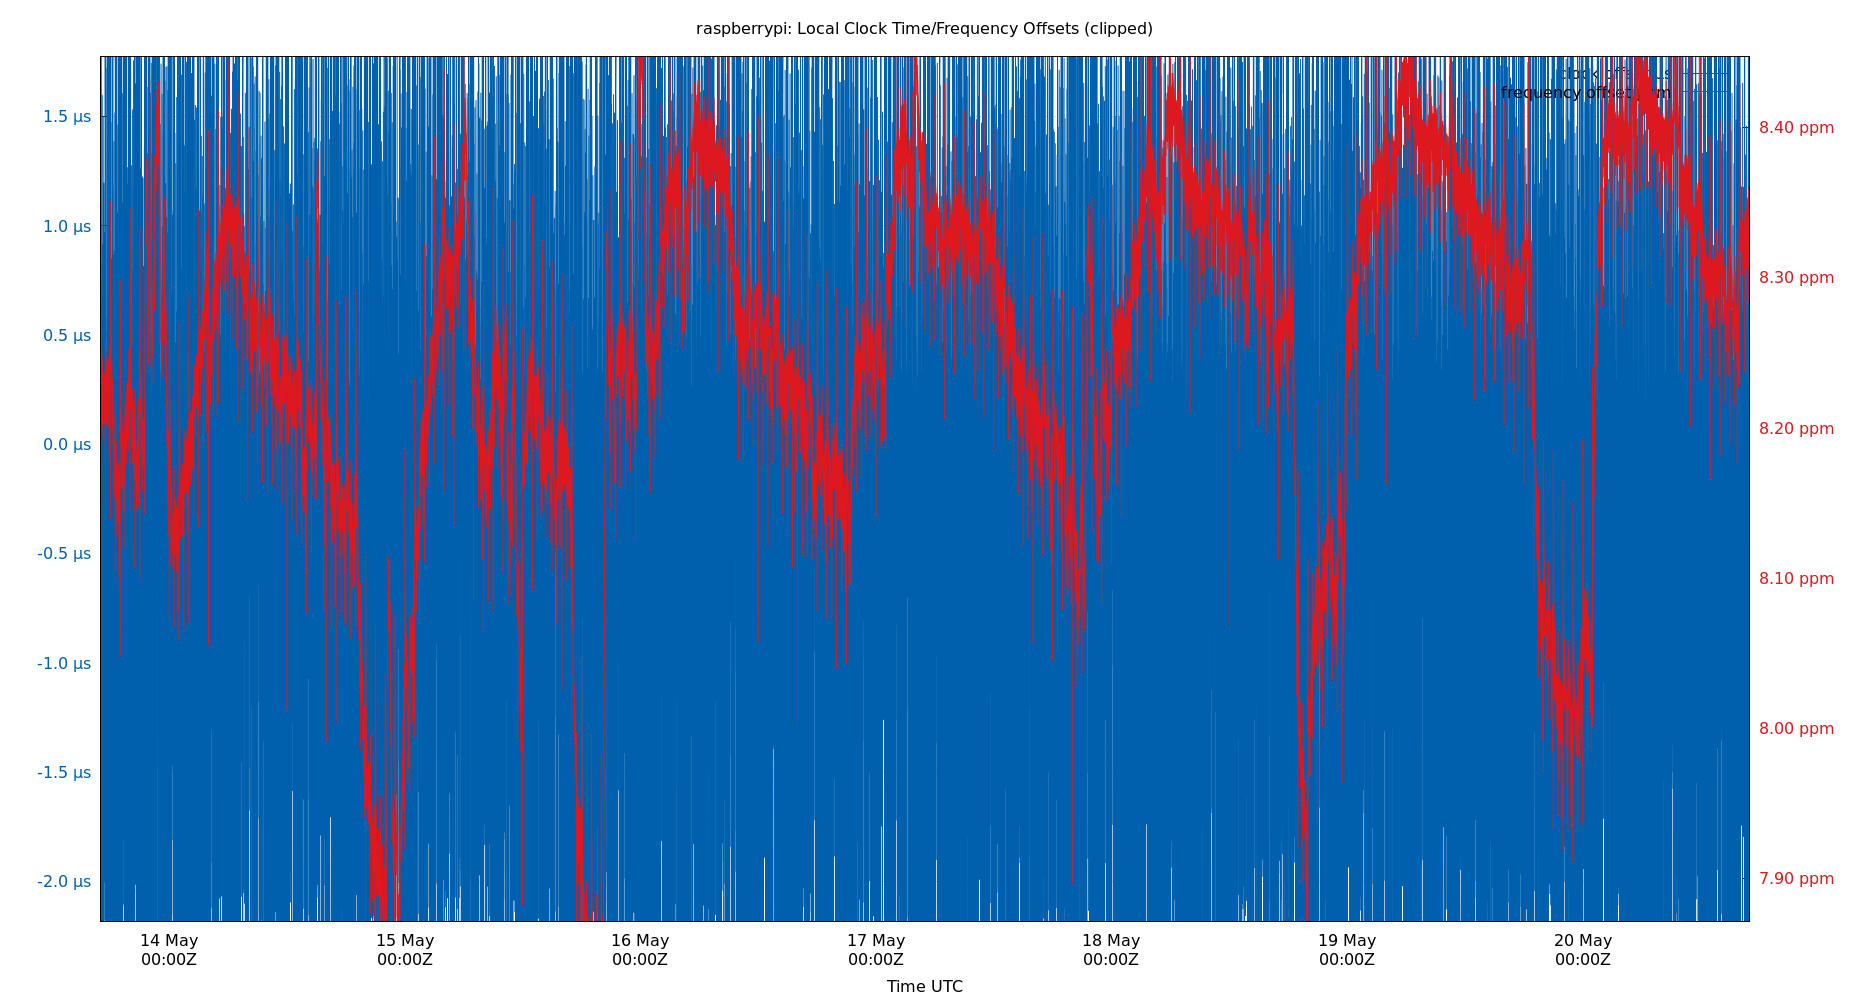 raspberrypi: Local Clock Time/Frequency Offsets (clipped)
clock offset μs
frequency offset ppm
1.5 μs
1.0 μs
0.5 μs
0.0 μs
-0.5 μs
-1.0 μs
-1.5 μs
-2.0 μs
8.40 ppm
8.30 ppm
8.20 ppm
8.10 ppm
8.00 ppm
7.90 ppm
14 May
00:00Z
15 May
00:00Z
16 May
00:00Z
17 May
00:00Z
18 May
00:00Z
19 May
00:00Z
20 May
00:00Z
Time UTC